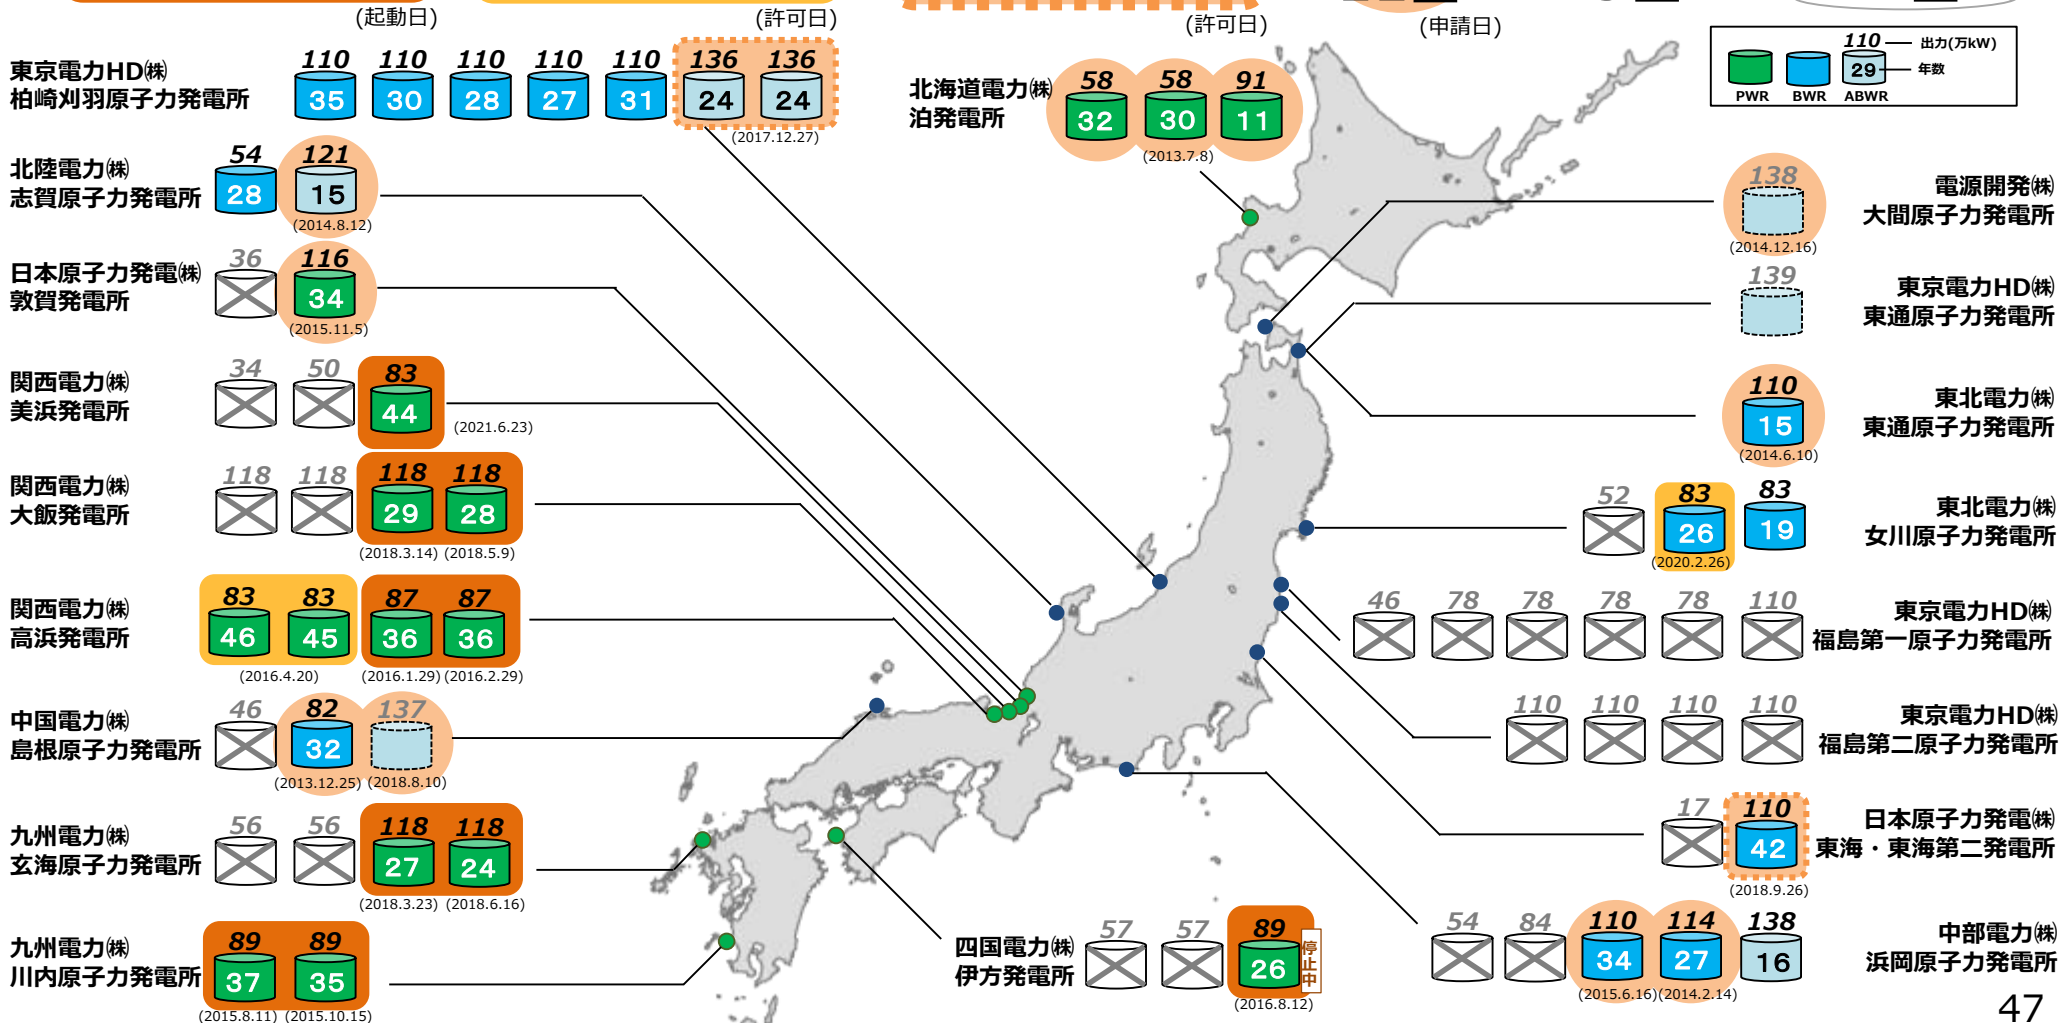 (起動日)
(許可日)
(許可日)
(申請日)
東京電力HD㈱
柏崎刈羽原子力発電所
110 110 110 110 110 136 136
35 30 28 27 31 24 24
(2017.12.27)
北海道電力㈱
泊発電所
58 58 91
32 30 11
(2013.7.8)
110 出力(万kW)
29 年数
PWR BWR ABWR
北陸電力㈱
志賀原子力発電所
54 121
28 15
(2014.8.12)
電源開発㈱
大間原子力発電所
138
(2014.12.16)
日本原子力発電㈱
敦賀発電所
36 116
34
(2015.11.5)
東京電力HD㈱
東通原子力発電所
139
関西電力㈱
美浜発電所
34 50 83
44
(2021.6.23)
東北電力㈱
東通原子力発電所
110
15
(2014.6.10)
関西電力㈱
大飯発電所
118 118 118 118
29 28
(2018.3.14) (2018.5.9)
東北電力㈱
女川原子力発電所
52 83 83
26 19
(2020.2.26)
関西電力㈱
高浜発電所
83 83 87 87
46 45 36 36
(2016.4.20) (2016.1.29) (2016.2.29)
東京電力HD㈱
福島第一原子力発電所
46 78 78 78 78 110
中国電力㈱
島根原子力発電所
46 82 137
32
(2013.12.25) (2018.8.10)
東京電力HD㈱
福島第二原子力発電所
110 110 110 110
九州電力㈱
玄海原子力発電所
56 56 118 118
27 24
(2018.3.23) (2018.6.16)
日本原子力発電㈱
東海・東海第二発電所
17 110
42
(2018.9.26)
九州電力㈱
川内原子力発電所
89 89
37 35
(2015.8.11) (2015.10.15)
四国電力㈱
伊方発電所
57 57 89
26
停止中
(2016.8.12)
中部電力㈱
浜岡原子力発電所
54 84 110 114 138
34 27 16
(2015.6.16) (2014.2.14)
47